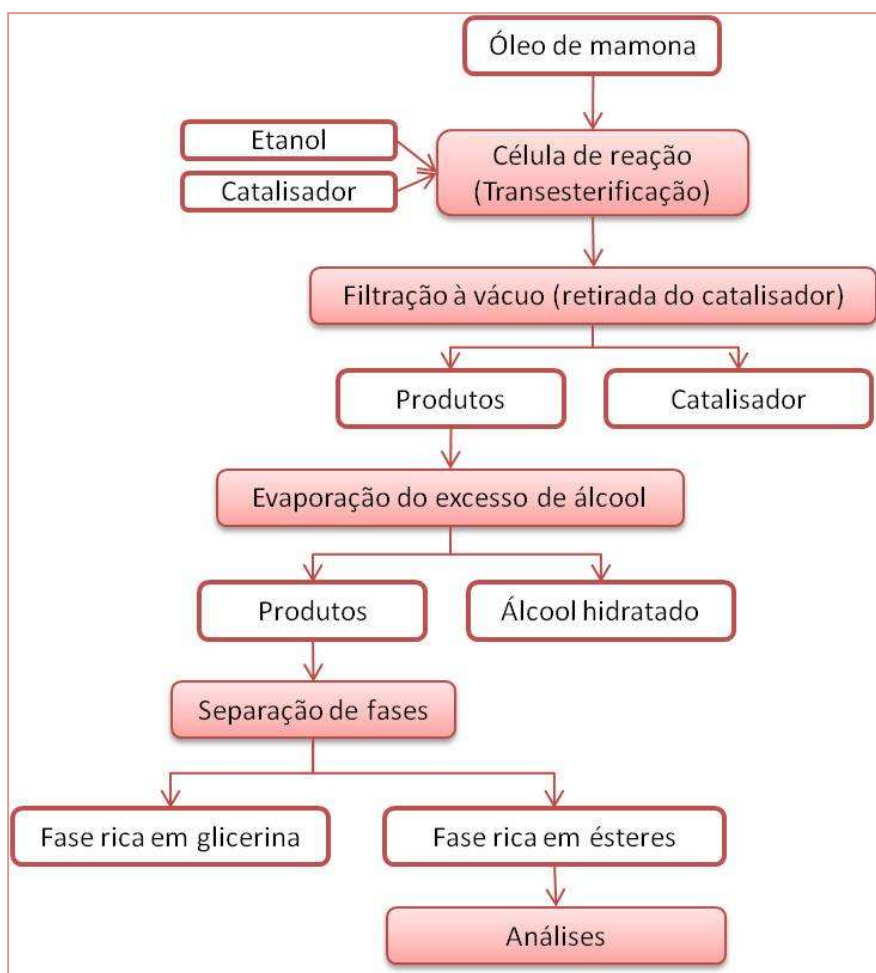 Óleo de mamona
Etanol
Catalisador
Célula de reação
(Transesterificação)
Filtração à vácuo (retirada do catalisador)
Produtos
Catalisador
Evaporação do excesso de álcool
Produtos
Álcool hidratado
Separação de fases
Fase rica em glicerina
Fase rica em ésteres
Análises